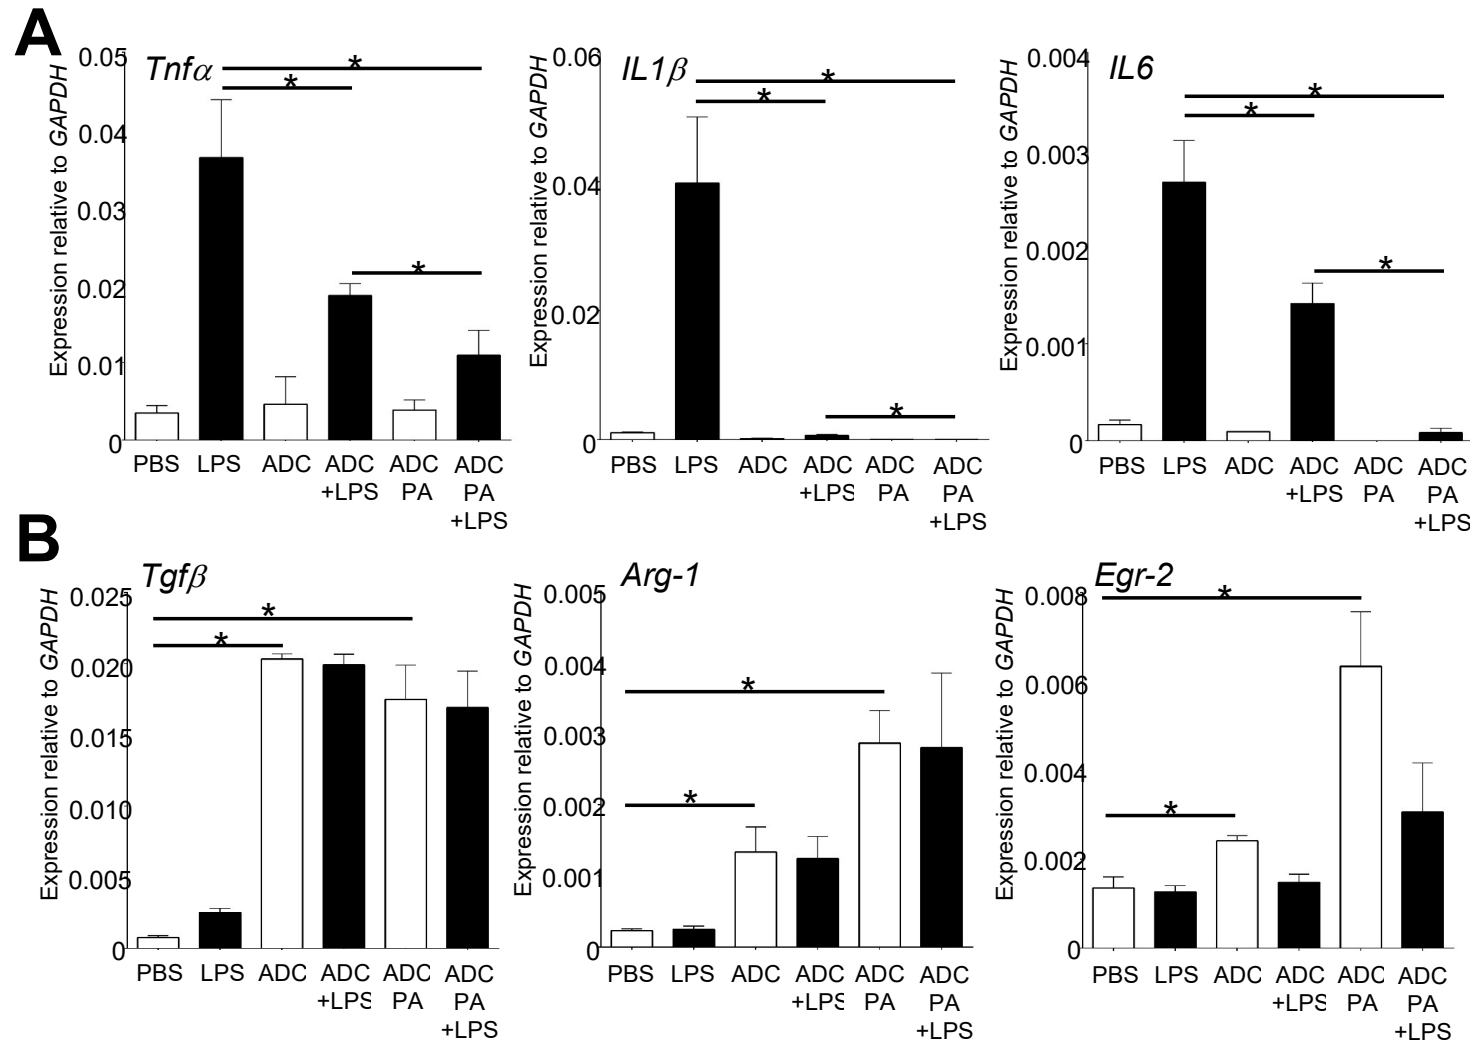 A
Tnfα
Expression relative to GAPDH
0.05
0.04
0.03
0.02
0.01
0
*
*
*
PBS LPS ADC ADC ADC ADC
+LPS PA PA
+LPS
IL1β
Expression relative to GAPDH
0.06
0.04
0.02
0
*
*
*
PBS LPS ADC ADC ADC ADC
+LPS PA PA
+LPS
IL6
Expression relative to GAPDH
0.004
0.003
0.002
0.001
0
*
*
*
PBS LPS ADC ADC ADC ADC
+LPS PA PA
+LPS
B
Tgfβ
Expression relative to GAPDH
0.025
0.020
0.015
0.010
0.005
0
*
*
PBS LPS ADC ADC ADC ADC
+LPS PA PA
+LPS
Arg-1
Expression relative to GAPDH
0.005
0.004
0.003
0.002
0.001
0
*
*
PBS LPS ADC ADC ADC ADC
+LPS PA PA
+LPS
Egr-2
Expression relative to GAPDH
0.008
0.006
0.004
0.002
0
*
*
PBS LPS ADC ADC ADC ADC
+LPS PA PA
+LPS